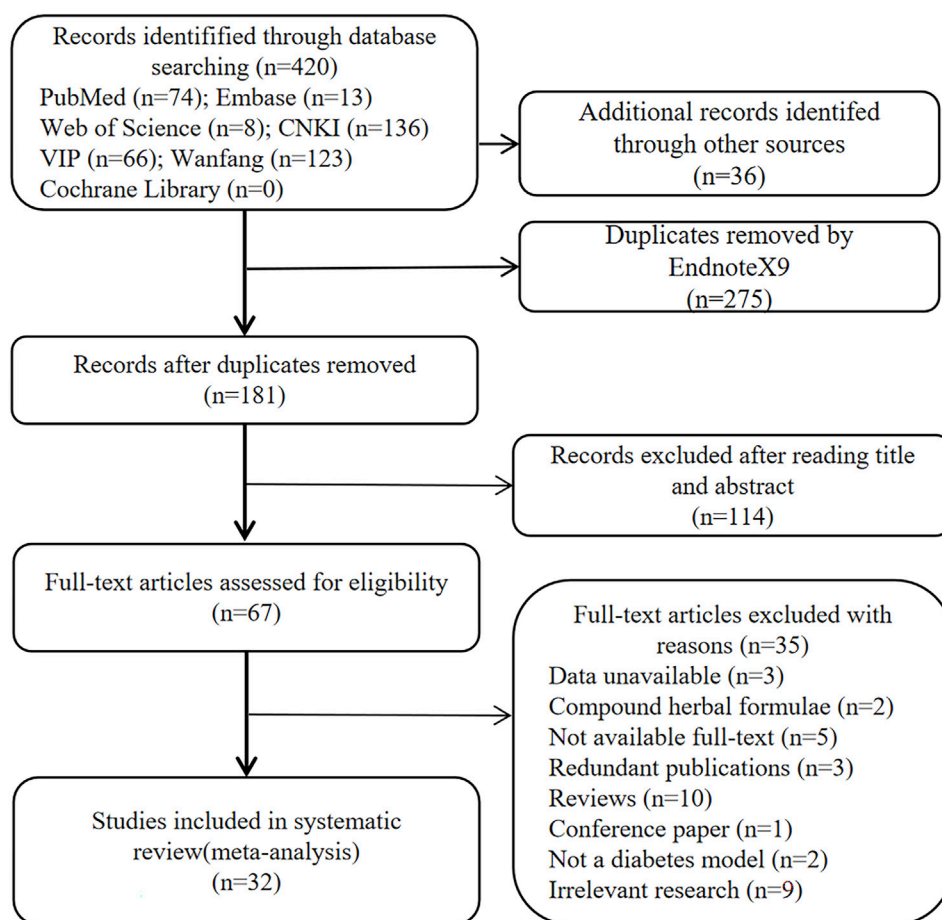 Records identifified through database
searching (n=420)
PubMed (n=74); Embase (n=13)
Web of Science (n=8); CNKI (n=136)
VIP (n=66); Wanfang (n=123)
Cochrane Library (n=0)
Additional records identifed
through other sources
(n=36)
Duplicates removed by
EndnoteX9
(n=275)
Records after duplicates removed
(n=181)
Records excluded after reading title
and abstract
(n=114)
Full-text articles assessed for eligibility
(n=67)
Full-text articles excluded with
reasons (n=35)
Data unavailable (n=3)
Compound herbal formulae (n=2)
Not available full-text (n=5)
Redundant publications (n=3)
Reviews (n=10)
Conference paper (n=1)
Not a diabetes model (n=2)
Irrelevant research (n=9)
Studies included in systematic
review(meta-analysis)
(n=32)